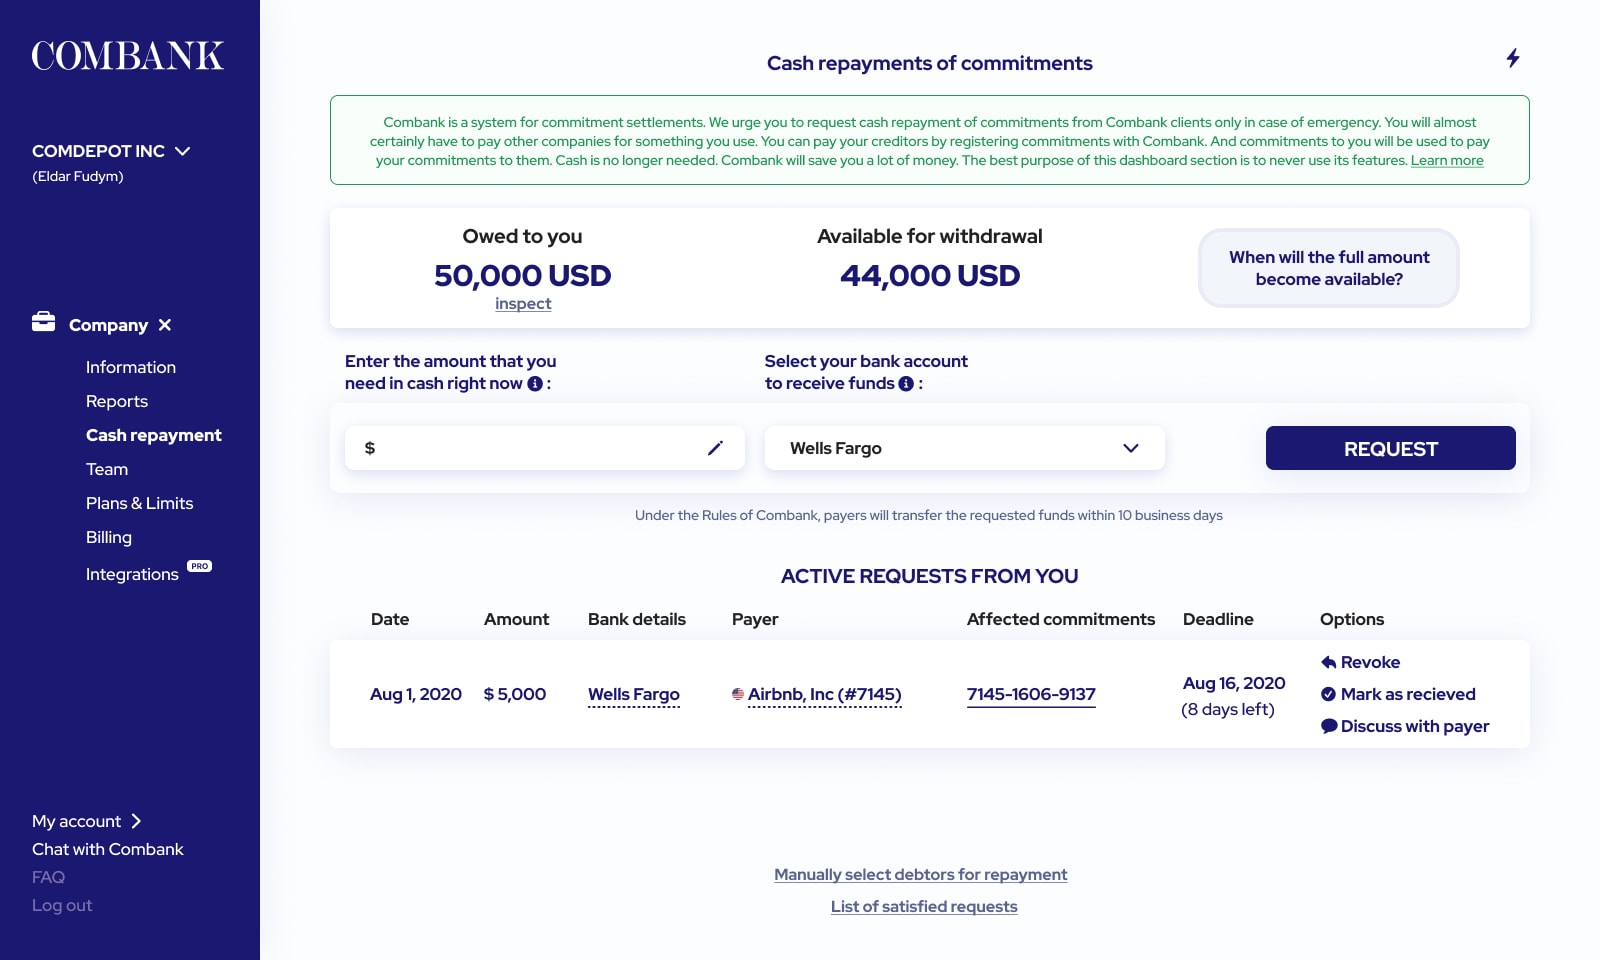 COMBANK
COMDEPOT INC
(Eldar Fudym)
Company
Information
Reports
Cash repayment
Team
Plans & Limits
Billing
Integrations PRO
My account
Chat with Combank
FAQ
Log out
Cash repayments of commitments
Combank is a system for commitment settlements. We urge you to request cash repayment of commitments from Combank clients only in case of emergency. You will almost
certainly have to pay other companies for something you use. You can pay your creditors by registering commitments with Combank. And commitments to you will be used to pay
your commitments to them. Cash is no longer needed. Combank will save you a lot of money. The best purpose of this dashboard section is to never use its features. Learn more
Owed to you
50,000 USD
inspect
Available for withdrawal
44,000 USD
When will the full amount
become available?
Enter the amount that you
need in cash right now :
Select your bank account
to receive funds :
$
Wells Fargo
REQUEST
Under the Rules of Combank, payers will transfer the requested funds within 10 business days
ACTIVE REQUESTS FROM YOU
Date Amount Bank details Payer Affected commitments Deadline Options
Aug 1, 2020 $ 5,000 Wells Fargo Airbnb, Inc (#7145) 7145-1606-9137
Aug 16, 2020
(8 days left)
Revoke
Mark as recieved
Discuss with payer
Manually select debtors for repayment
List of satisfied requests